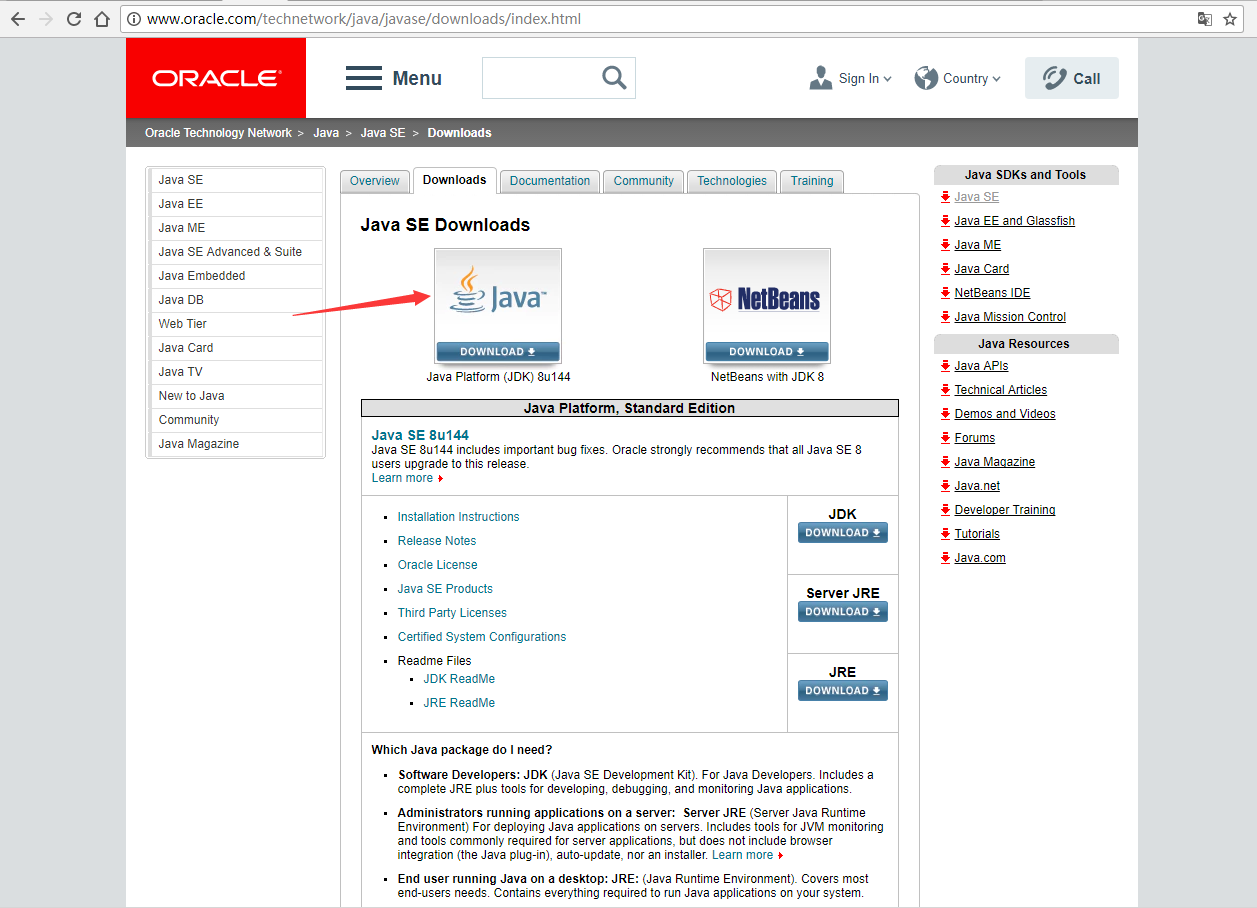 www.oracle.com/technetwork/java/javase/downloads/index.html
ORACLE
Menu
Sign In
Country
Call
Oracle Technology Network > Java > Java SE > Downloads
Java SE
Java EE
Java ME
Java SE Advanced & Suite
Java Embedded
Java DB
Web Tier
Java Card
Java TV
New to Java
Community
Java Magazine
Overview
Downloads
Documentation
Community
Technologies
Training
Java SE Downloads
Java™
DOWNLOAD
Java Platform (JDK) 8u144
NetBeans
DOWNLOAD
NetBeans with JDK 8
Java Platform, Standard Edition
Java SE 8u144
Java SE 8u144 includes important bug fixes. Oracle strongly recommends that all Java SE 8
users upgrade to this release.
Learn more
Installation Instructions
Release Notes
Oracle License
Java SE Products
Third Party Licenses
Certified System Configurations
Readme Files
JDK ReadMe
JRE ReadMe
JDK
DOWNLOAD
Server JRE
DOWNLOAD
JRE
DOWNLOAD
Which Java package do I need?
Software Developers: JDK (Java SE Development Kit). For Java Developers. Includes a
complete JRE plus tools for developing, debugging, and monitoring Java applications.
Administrators running applications on a server: Server JRE (Server Java Runtime
Environment) For deploying Java applications on servers. Includes tools for JVM monitoring
and tools commonly required for server applications, but does not include browser
integration (the Java plug-in), auto-update, nor an installer. Learn more
End user running Java on a desktop: JRE: (Java Runtime Environment). Covers most
end-users needs. Contains everything required to run Java applications on your system.
Java SDKs and Tools
Java SE
Java EE and Glassfish
Java ME
Java Card
NetBeans IDE
Java Mission Control
Java Resources
Java APIs
Technical Articles
Demos and Videos
Forums
Java Magazine
Java.net
Developer Training
Tutorials
Java.com